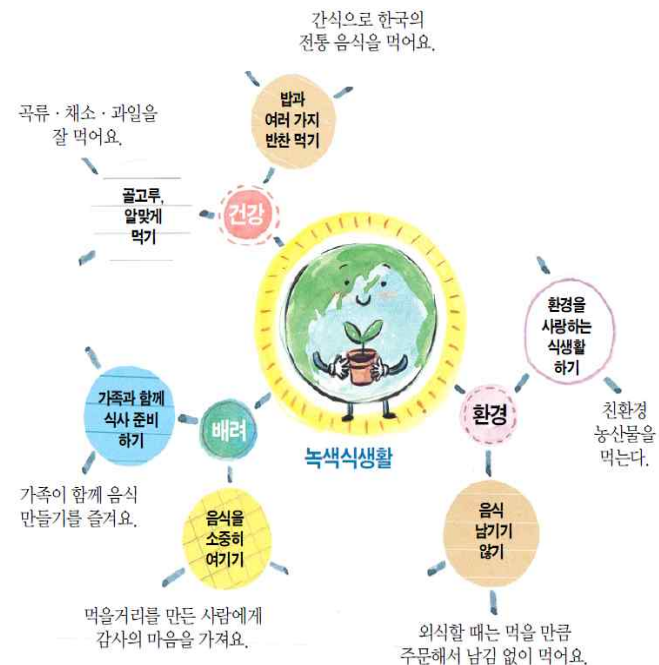 간식으로 한국의
전통 음식을 먹어요.
밥과
여러 가지
반찬 먹기
곡류 · 채소 · 과일을
잘 먹어요.
골고루,
알맞게
먹기
건강
환경을
사랑하는
식생활
하기
친환경
농산물을
먹는다.
환경
가족과 함께
식사 준비
하기
배려
녹색식생활
가족이 함께 음식
만들기를 즐겨요.
음식을
소중히
여기기
음식
남기기
않기
먹을거리를 만든 사람에게
감사의 마음을 가져요.
외식할 때는 먹을 만큼
주문해서 남김 없이 먹어요.